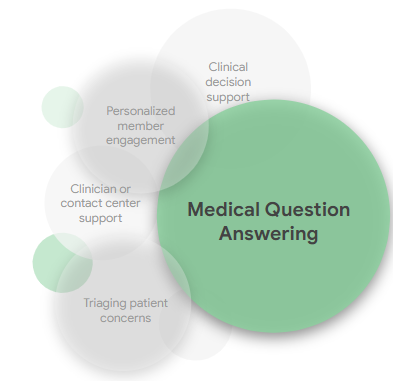 Clinical
decision
support
Personalized
member
engagement
Clinician or
contact center
support
Medical Question
Answering
Triaging patient
concerns